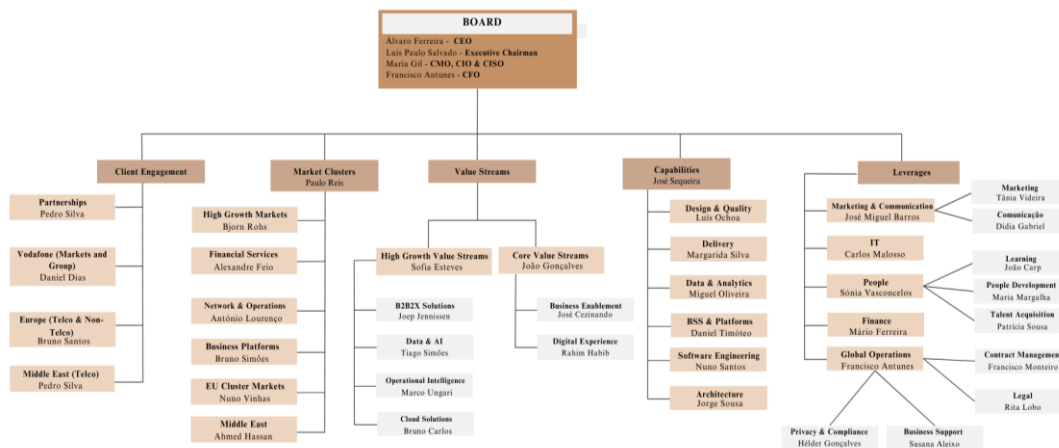 BOARD
Álvaro Ferreira - CEO
Luís Paulo Salvado - Executive Chairman
Maria Gil - CMO, CIO & CISO
Francisco Antunes - CFO
Client Engagement
Partnerships
Pedro Silva
Vodafone (Markets and
Group)
Daniel Dias
Europe (Telco & Non-
Telco)
Bruno Santos
Middle East (Telco)
Pedro Silva
Market Clusters
Paulo Reis
High Growth Markets
Bjorn Rohs
Financial Services
Alexandre Feio
Network & Operations
António Lourenço
Business Platforms
Bruno Simões
EU Cluster Markets
Nuno Vinhas
Middle East
Ahmed Hassan
Value Streams
High Growth Value Streams
Sofia Esteves
B2B2X Solutions
Joep Jennissen
Data & AI
Tiago Simões
Operational Intelligence
Marco Ungari
Cloud Solutions
Bruno Carlos
Core Value Streams
João Gonçalves
Business Enablement
José Cezinando
Digital Experience
Rahim Habib
Capabilities
José Sequeira
Design & Quality
Luís Ochoa
Delivery
Margarida Silva
Data & Analytics
Miguel Oliveira
BSS & Platforms
Daniel Timóteo
Software Engineering
Nuno Santos
Architecture
Jorge Sousa
Leverages
Marketing & Communication
José Miguel Barros
Marketing
Tânia Videira
Comunicação
Dídia Gabriel
IT
Carlos Malosso
People
Sónia Vasconcelos
Learning
João Carp
People Development
Maria Margalha
Talent Acquisition
Patrícia Sousa
Finance
Mário Ferreira
Global Operations
Francisco Antunes
Contract Management
Francisco Monteiro
Legal
Rita Lobo
Privacy & Compliance
Hélder Gonçalves
Business Support
Susana Aleixo